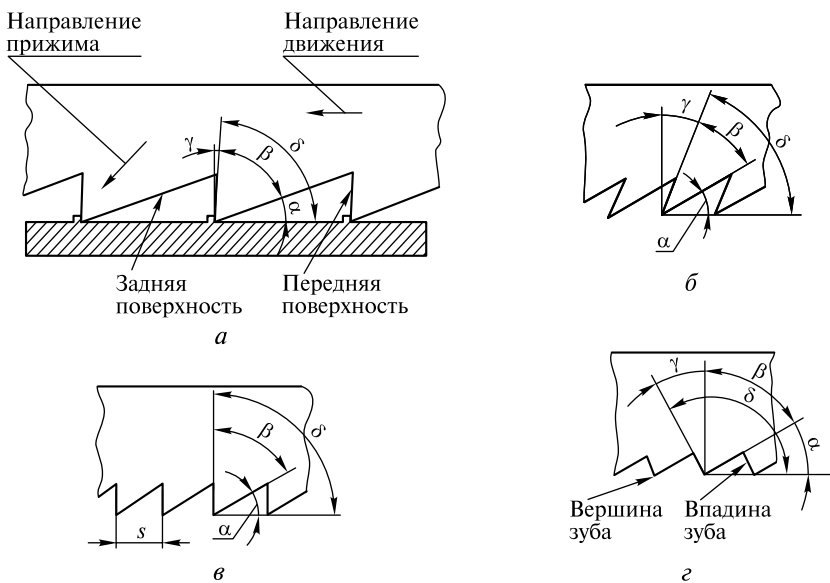 Направление
прижима
Направление
движения
γ
β
δ
α
Задняя
поверхность
Передняя
поверхность
а
γ
β
δ
α
б
β
δ
α
s
в
γ
β
δ
α
Вершина
зуба
Впадина
зуба
г